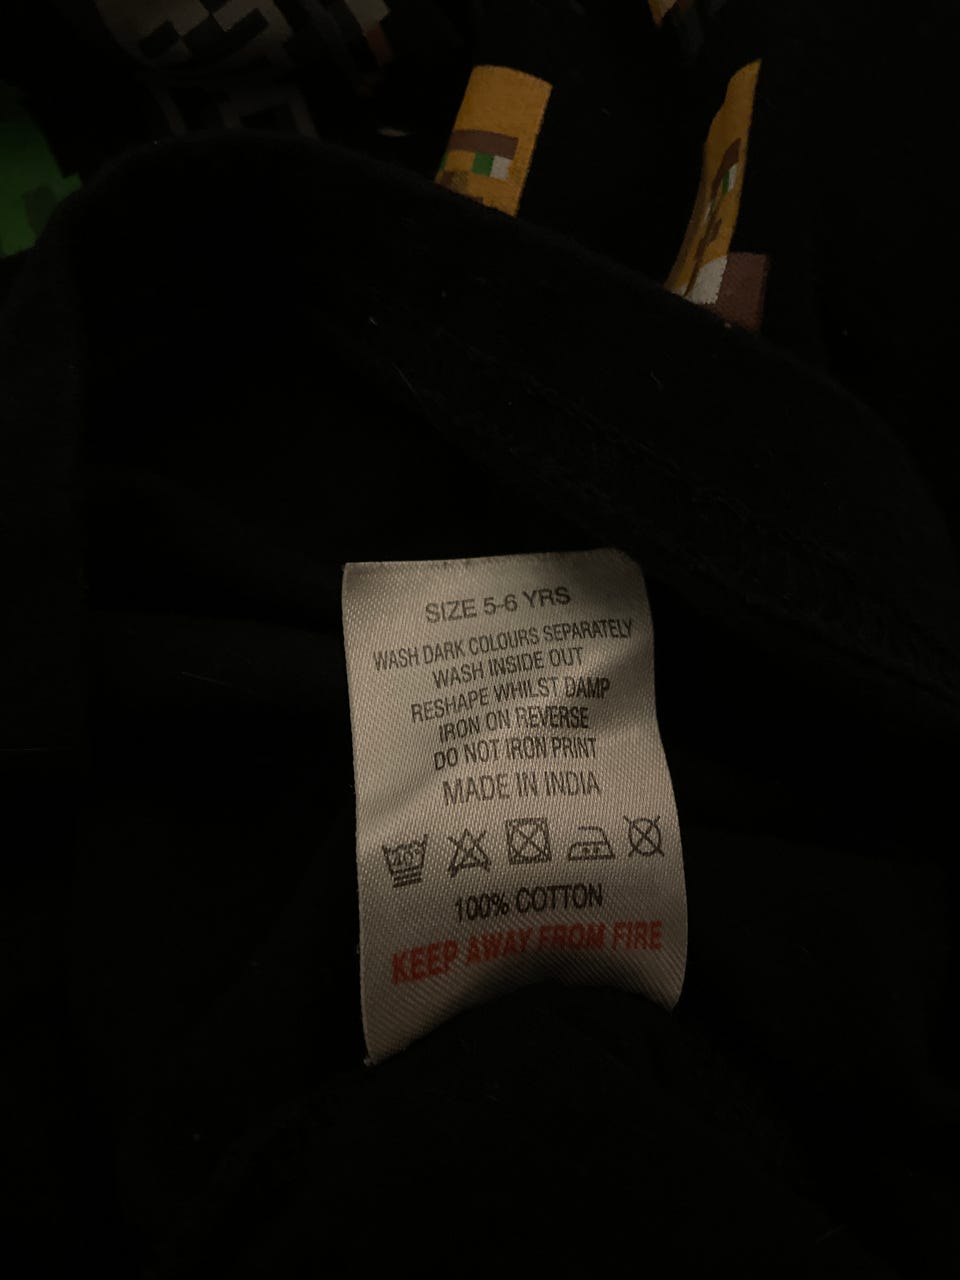 SIZE 5-6 YRS
WASH DARK COLOURS SEPARATELY
WASH INSIDE OUT
RESHAPE WHILST DAMP
IRON ON REVERSE
DO NOT IRON PRINT
MADE IN INDIA
40°
100% COTTON
KEEP AWAY FROM FIRE